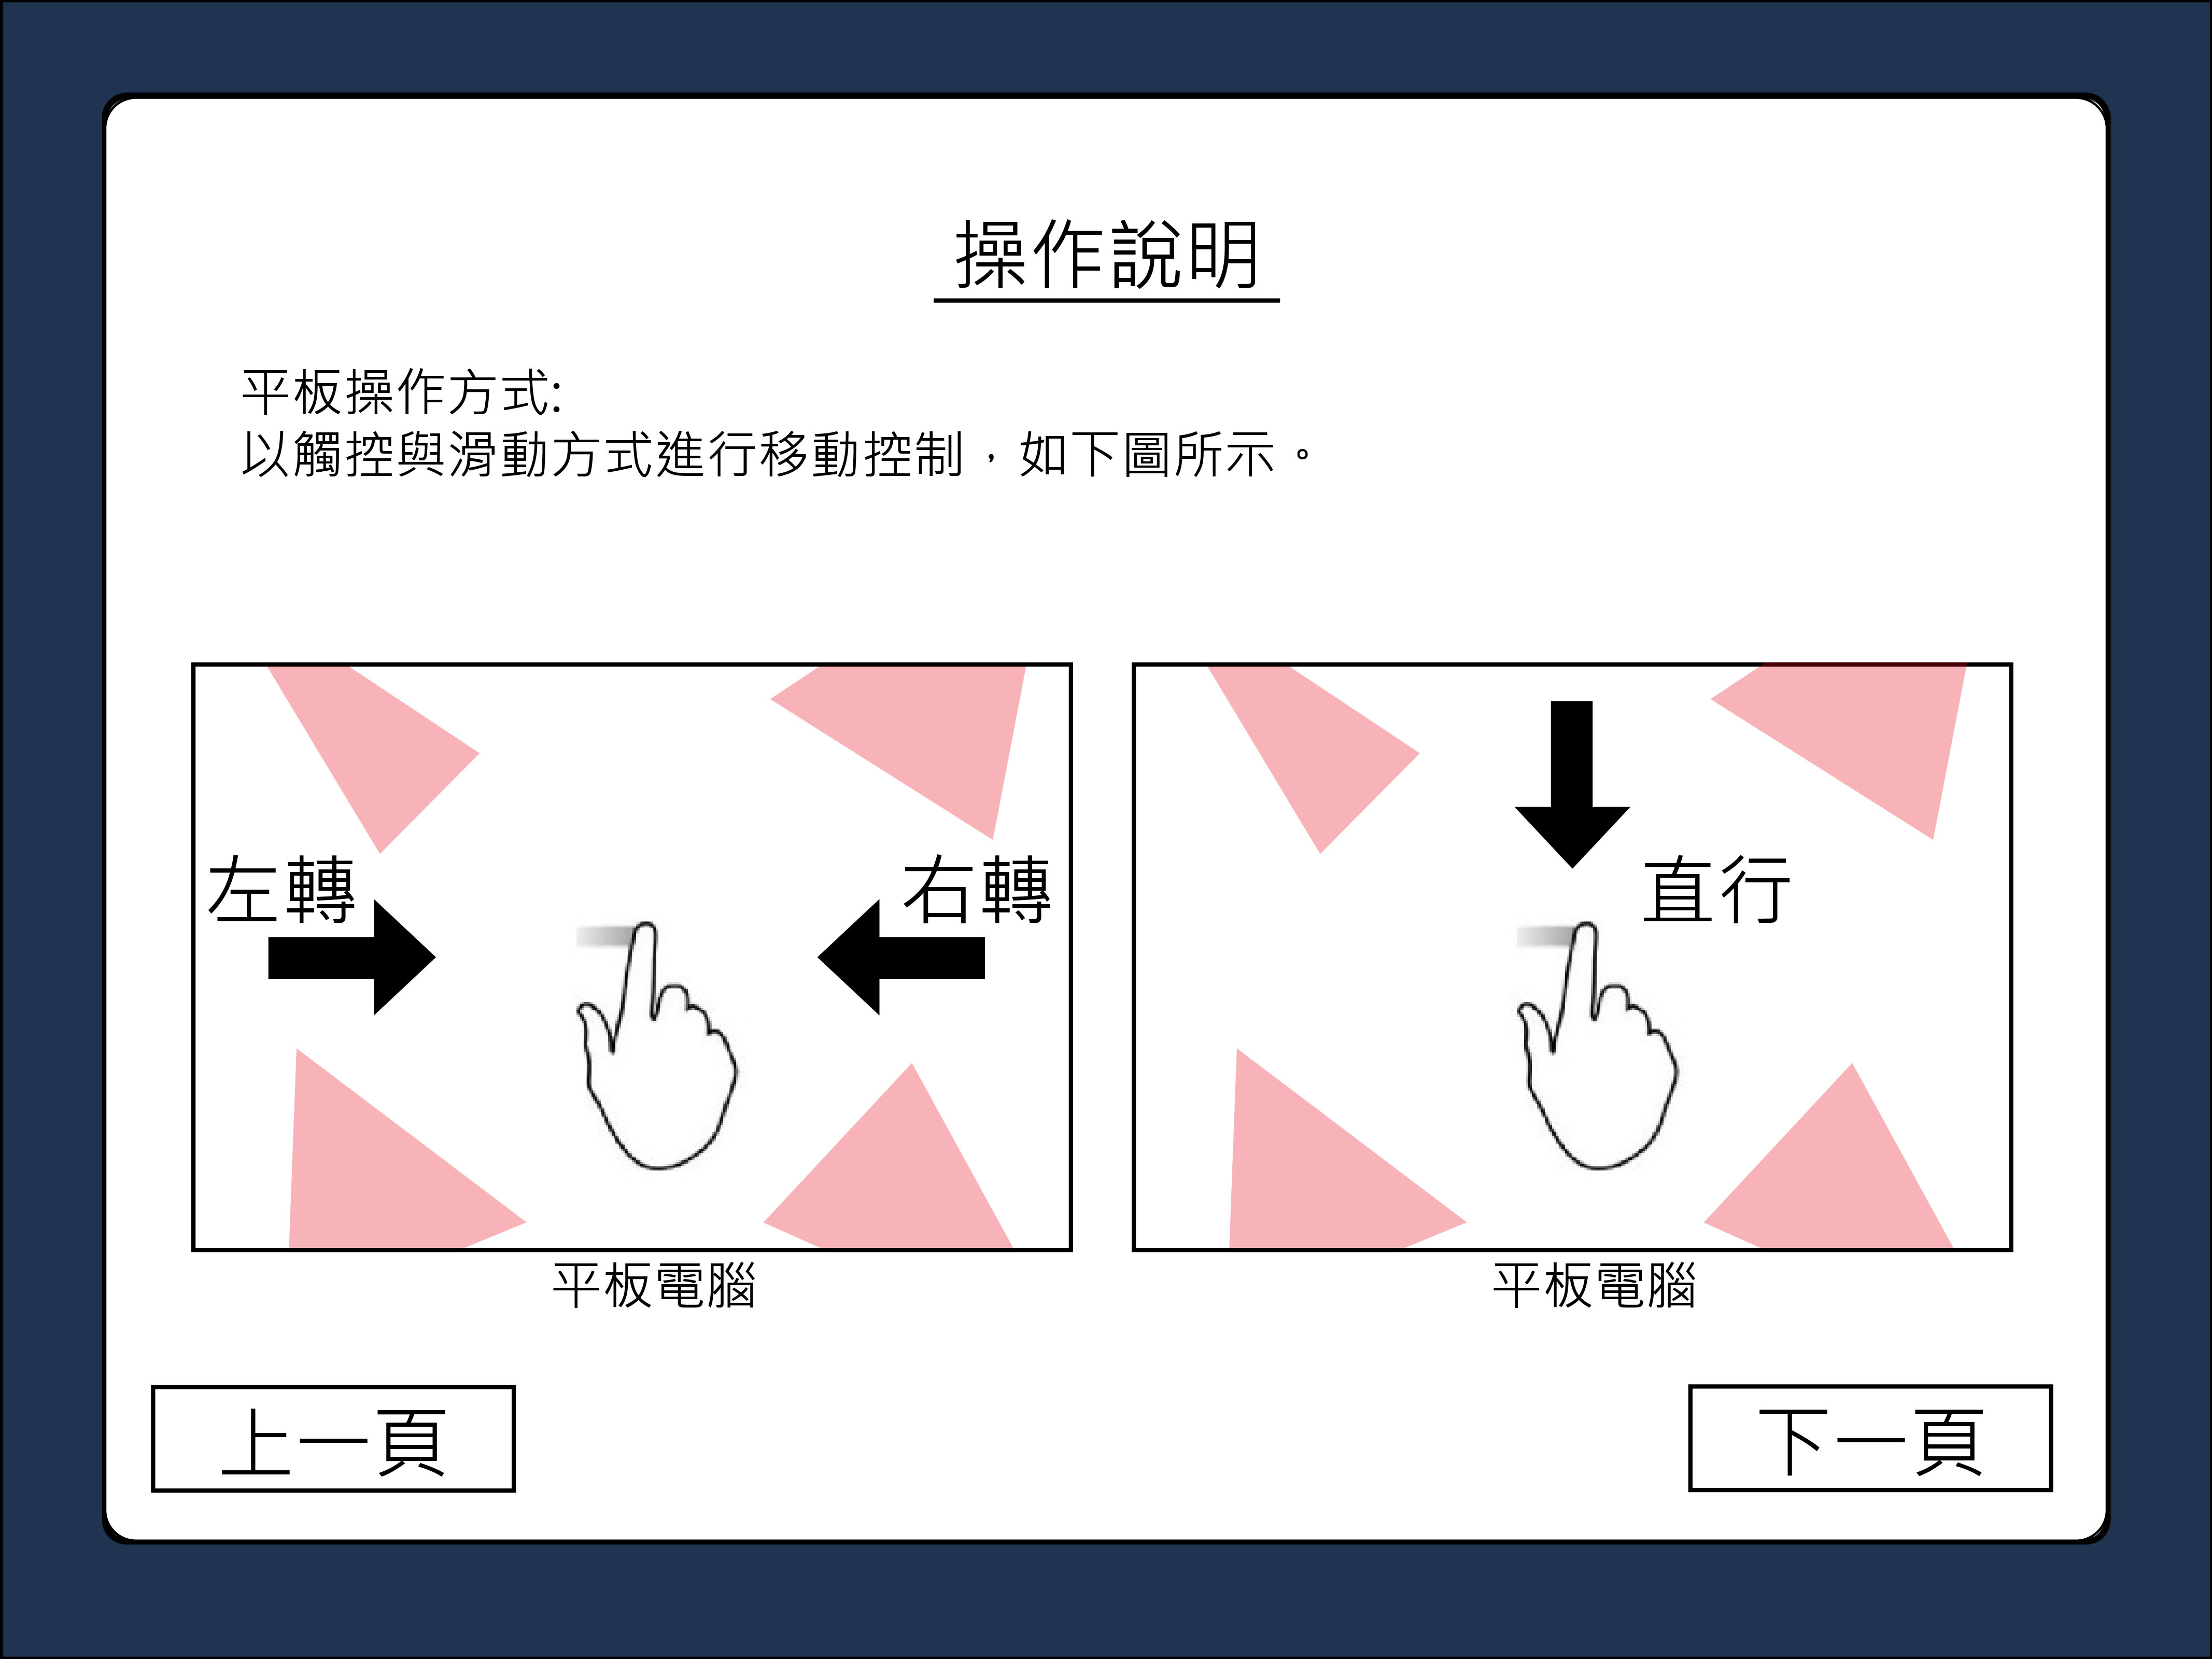 操作說明
平板操作方式:
以觸控與滑動方式進行移動控制，如下圖所示。
左轉
右轉
直行
平板電腦
平板電腦
上一頁
下一頁